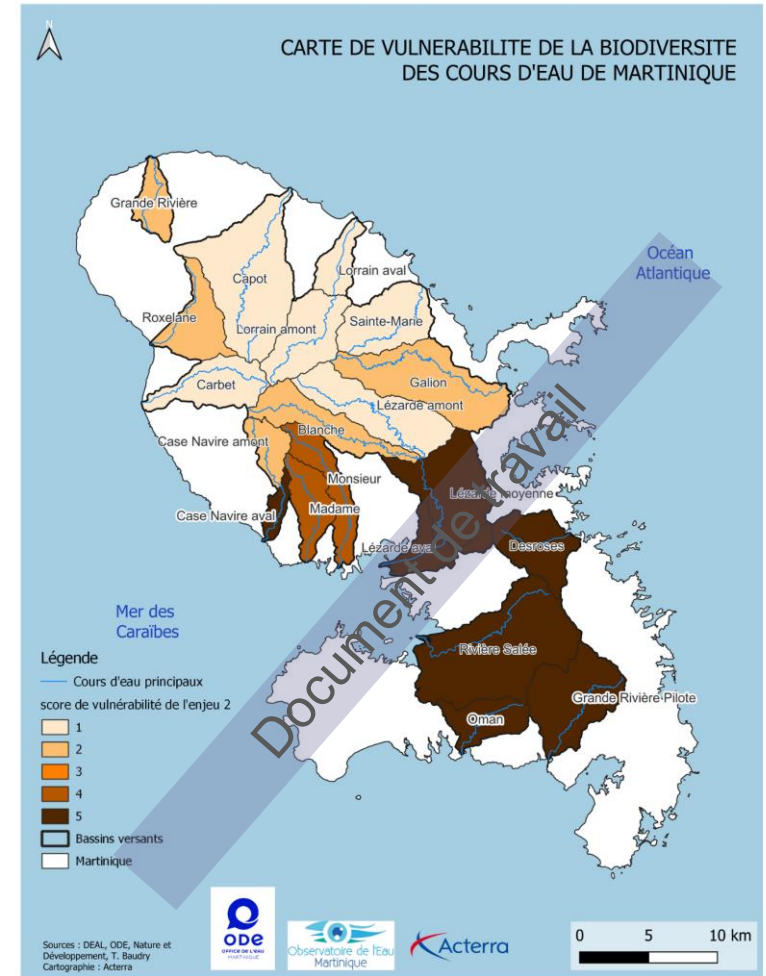 N
CARTE DE VULNERABILITE DE LA BIODIVERSITE
DES COURS D'EAU DE MARTINIQUE
Grande Rivière
Océan
Atlantique
Capot
Lorrain aval
Roxelane
Lorrain amont
Sainte-Marie
Carbet
Galion
Lézarde amont
Case Navire amont
Blanche
Monsieur
Case Navire aval
Madame
Lézarde moyenne
Lézarde aval
Desroses
Document de travail
Mer des
Caraïbes
Rivière Salée
Grande Rivière Pilote
Oman
Légende
Cours d'eau principaux
score de vulnérabilité de l'enjeu 2
1
2
3
4
5
Bassins versants
Martinique
Sources : DEAL, ODE, Nature et
Développement, T. Baudry
Cartographie : Acterra
ODE
OFFICE DE L'EAU
MARTINIQUE
Observatoire de l'Eau
Martinique
Acterra
0 5 10 km